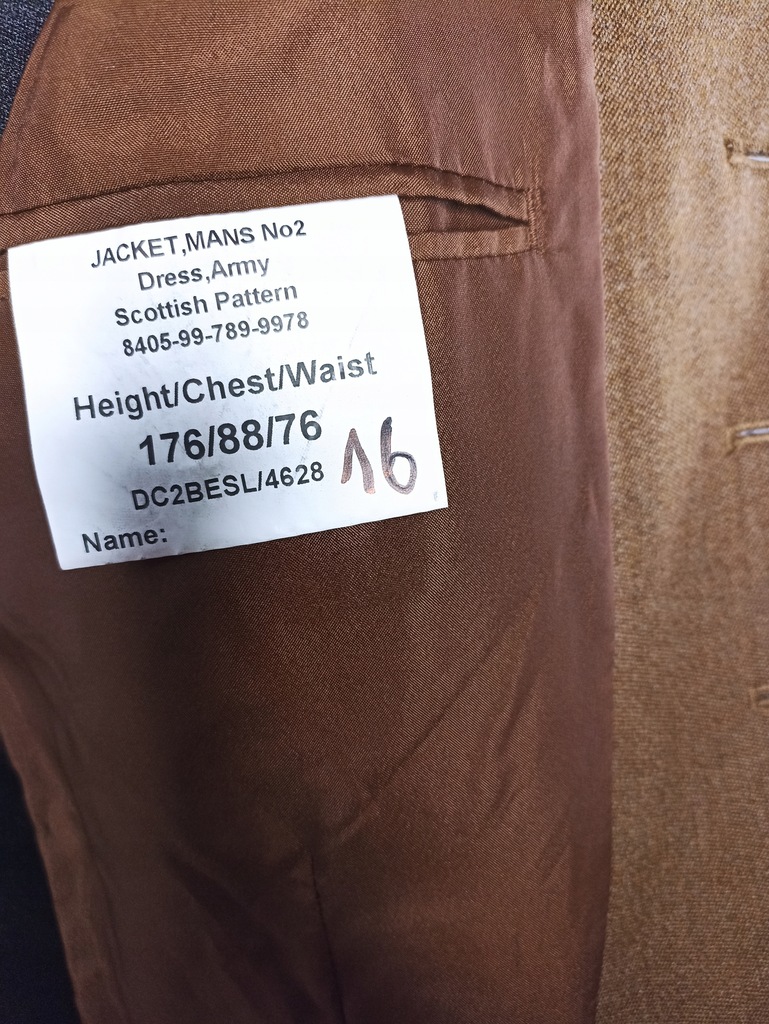 JACKET,MANS No2
Dress,Army
Scottish Pattern
8405-99-789-9978
Height/Chest/Waist
176/88/76
DC2BESL/4628
16
Name: